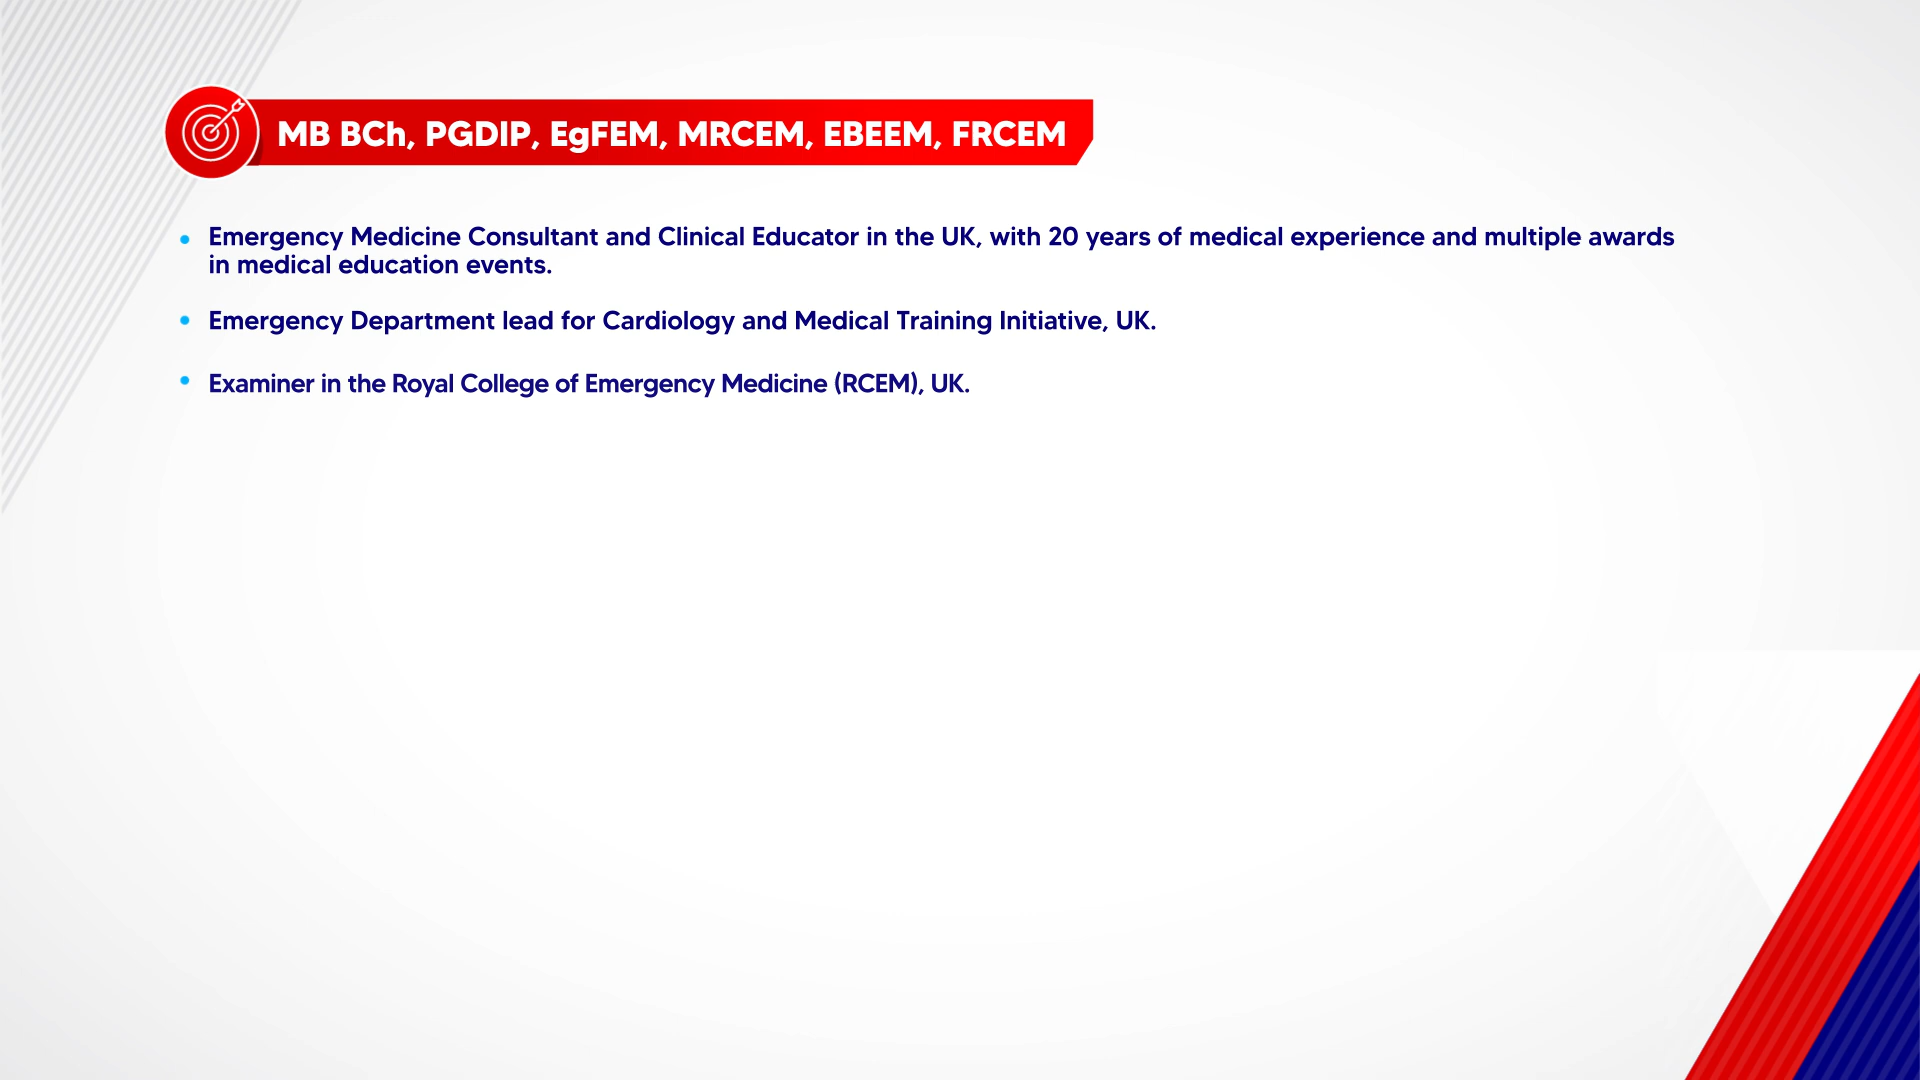 MB BCh, PGDIP, EgFEM, MRCEM, EBEEM, FRCEM
• Emergency Medicine Consultant and Clinical Educator in the UK, with 20 years of medical experience and multiple awards
in medical education events.
• Emergency Department lead for Cardiology and Medical Training Initiative, UK.
• Examiner in the Royal College of Emergency Medicine (RCEM), UK.